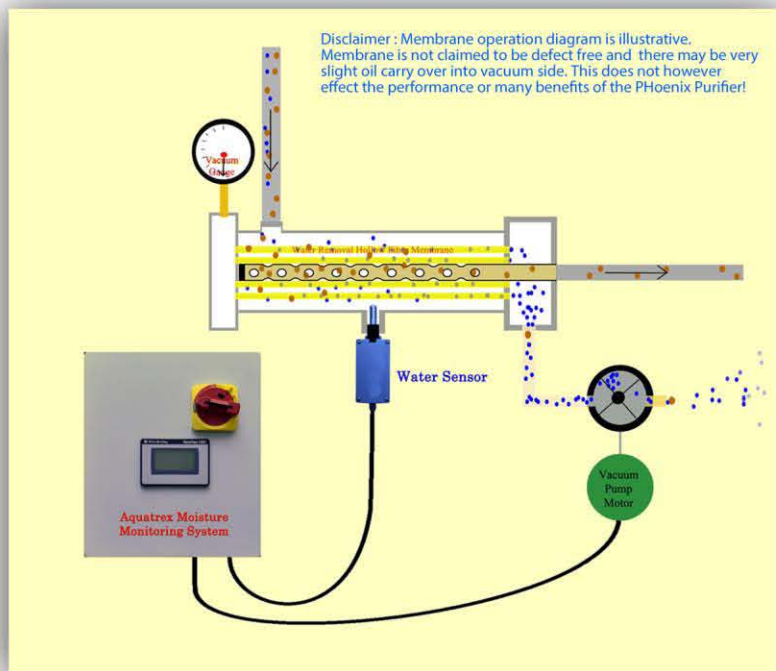 Disclaimer : Membrane operation diagram is illustrative.
Membrane is not claimed to be defect free and there may be very
slight oil carry over into vacuum side. This does not however
effect the performance or many benefits of the PHoenix Purifier!
Vacuum
Gauge
Water Removal Hollow Fibre Membrane
Water Sensor
Aquatrex Moisture
Monitoring System
Vacuum
Pump
Motor